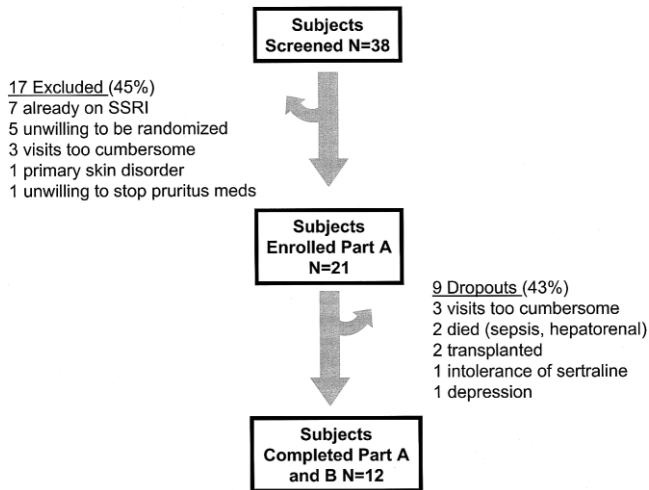 Subjects
Screened N=38
17 Excluded (45%)
7 already on SSRI
5 unwilling to be randomized
3 visits too cumbersome
1 primary skin disorder
1 unwilling to stop pruritus meds
Subjects
Enrolled Part A
N=21
9 Dropouts (43%)
3 visits too cumbersome
2 died (sepsis, hepatorenal)
2 transplanted
1 intolerance of sertraline
1 depression
Subjects
Completed Part A
and B N=12